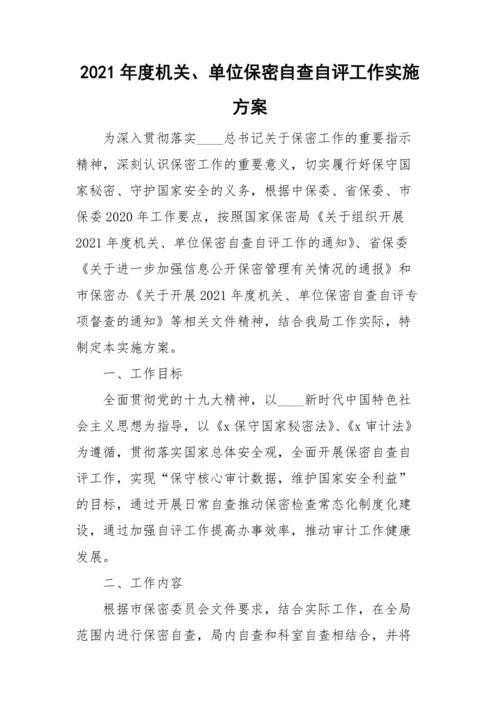 2021年度机关、单位保密自查自评工作实施
方案
为深入贯彻落实____总书记关于保密工作的重要指示
精神，深刻认识保密工作的重要意义，切实履行好保守国
家秘密、守护国家安全的义务，根据中保委、省保委、市
保委2020年工作要点，按照国家保密局《关于组织开展
2021年度机关、单位保密自查自评工作的通知》、省保委
《关于进一步加强信息公开保密管理有关情况的通报》和
市保密办《关于开展2021年度机关、单位保密自查自评专
项督查的通知》等相关文件精神，结合我局工作实际，特
制定本实施方案。
一、工作目标
全面贯彻党的十九大精神，以____新时代中国特色社
会主义思想为指导，以《x保守国家秘密法》、《x审计法》
为遵循，贯彻落实国家总体安全观，全面开展保密自查自
评工作，实现“保守核心审计数据，维护国家安全利益”
的目标，通过开展日常自查推动保密检查常态化制度化建
设，通过加强自评工作提高办事效率，推动审计工作健康
发展。
二、工作内容
根据市保密委员会文件要求，结合实际工作，在全局
范围内进行保密自查，局内自查和科室自查相结合，并将